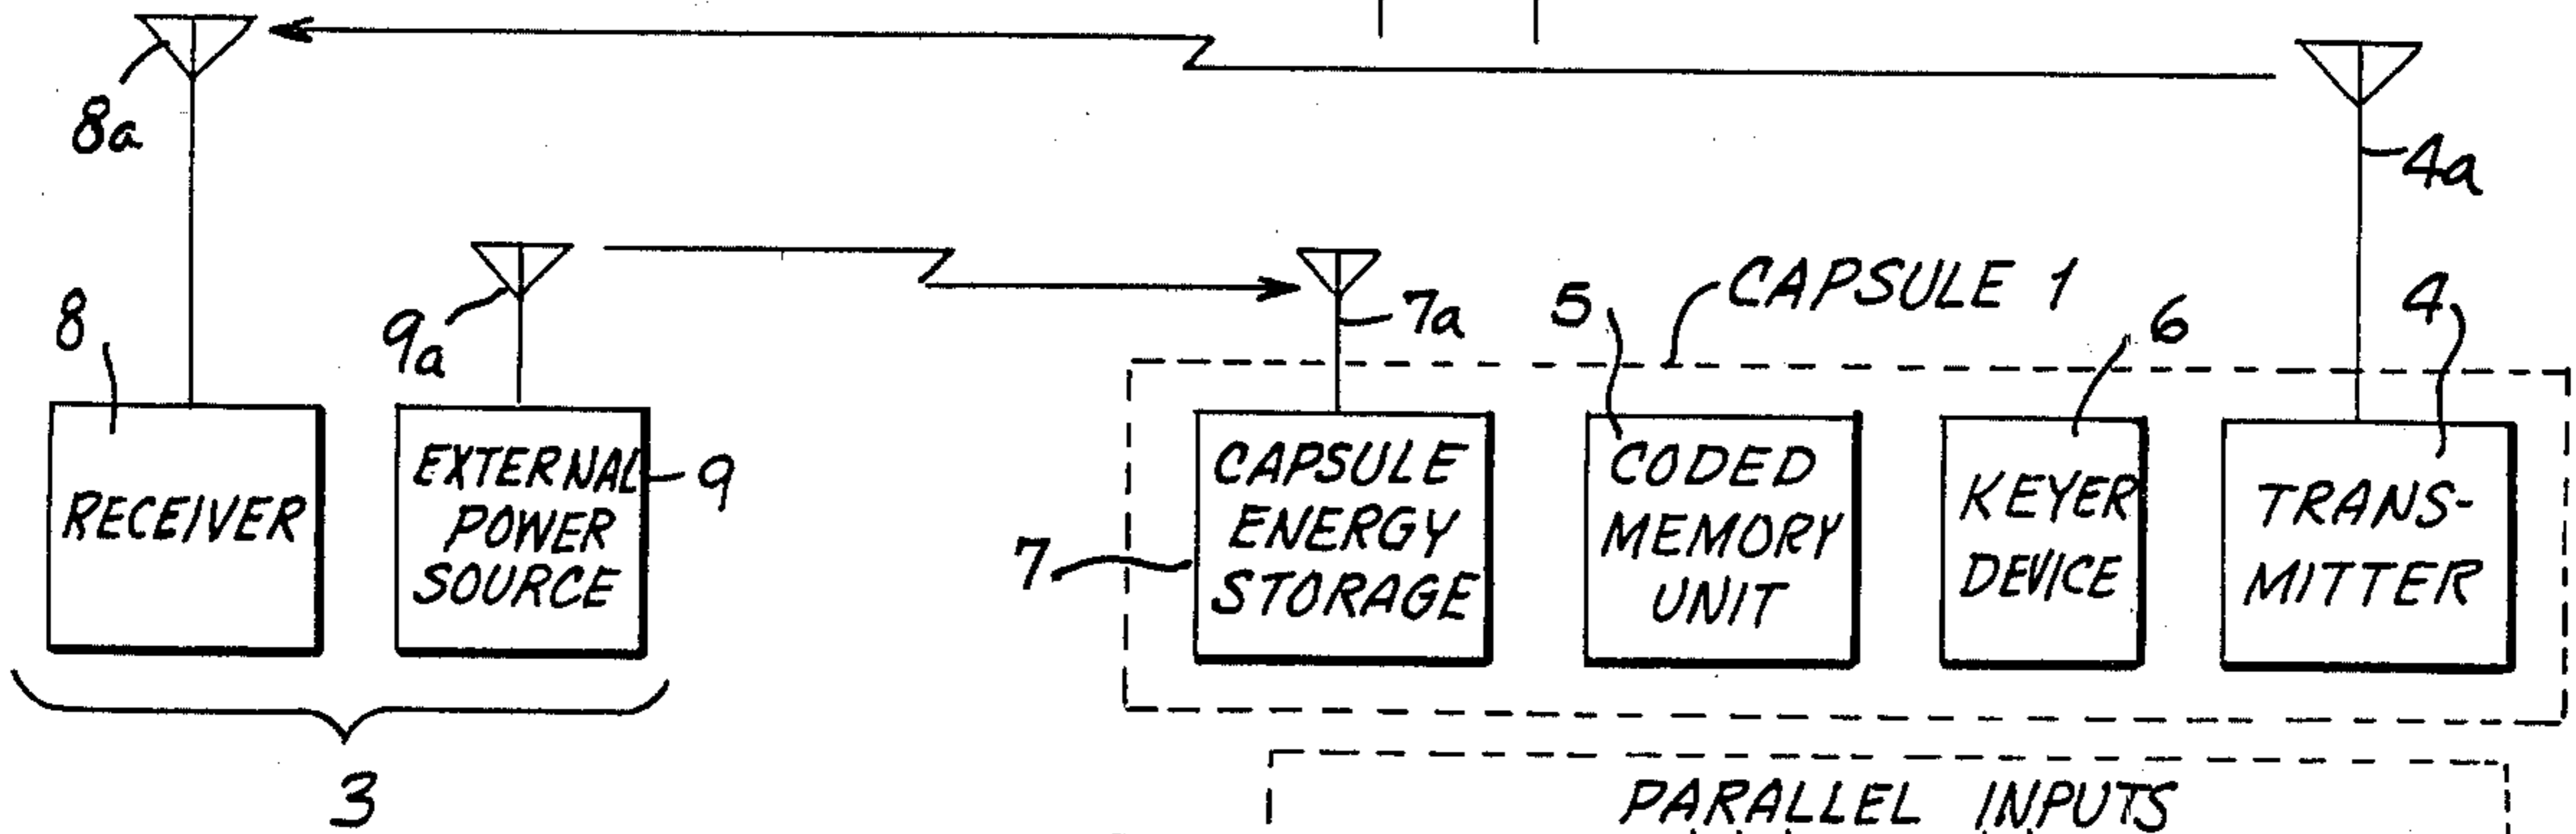 8a
4a
9a
7a
CAPSULE 1
8
5
6
4
RECEIVER
EXTERNAL
POWER
SOURCE
9
7
CAPSULE
ENERGY
STORAGE
CODED
MEMORY
UNIT
KEYER
DEVICE
TRANS-
MITTER
3
PARALLEL INPUTS